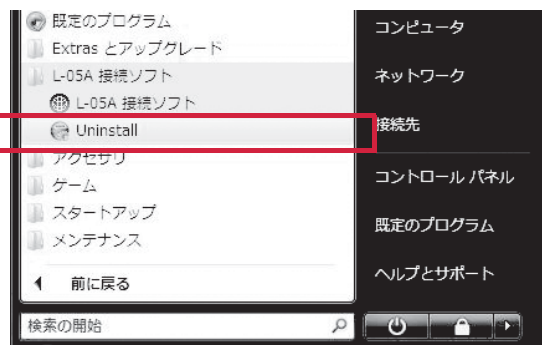 既定のプログラム
Extras とアップグレード
L-05A 接続ソフト
L-05A 接続ソフト
Uninstall
アクセサリ
ゲーム
スタートアップ
メンテナンス
前に戻る
検索の開始
コンピュータ
ネットワーク
接続先
コントロール パネル
既定のプログラム
ヘルプとサポート